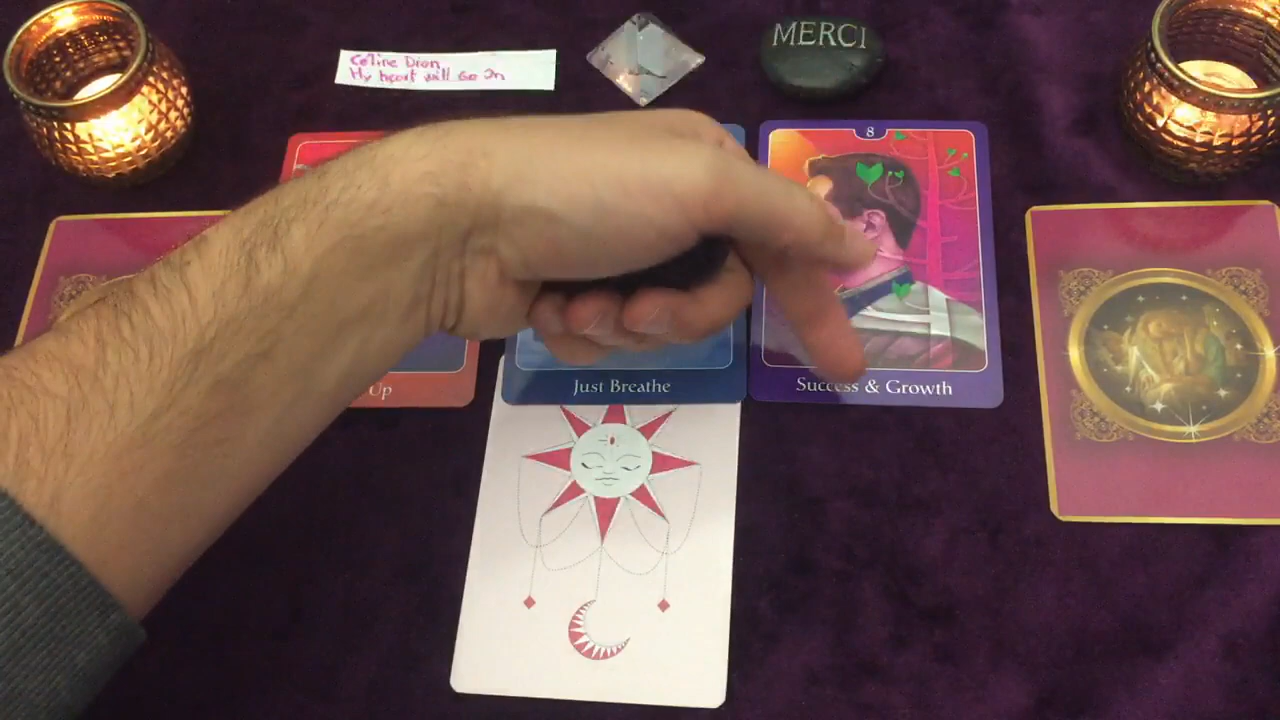 Celine Dion
My heart will Go On
MERCI
8
Up
Just Breathe
Success & Growth